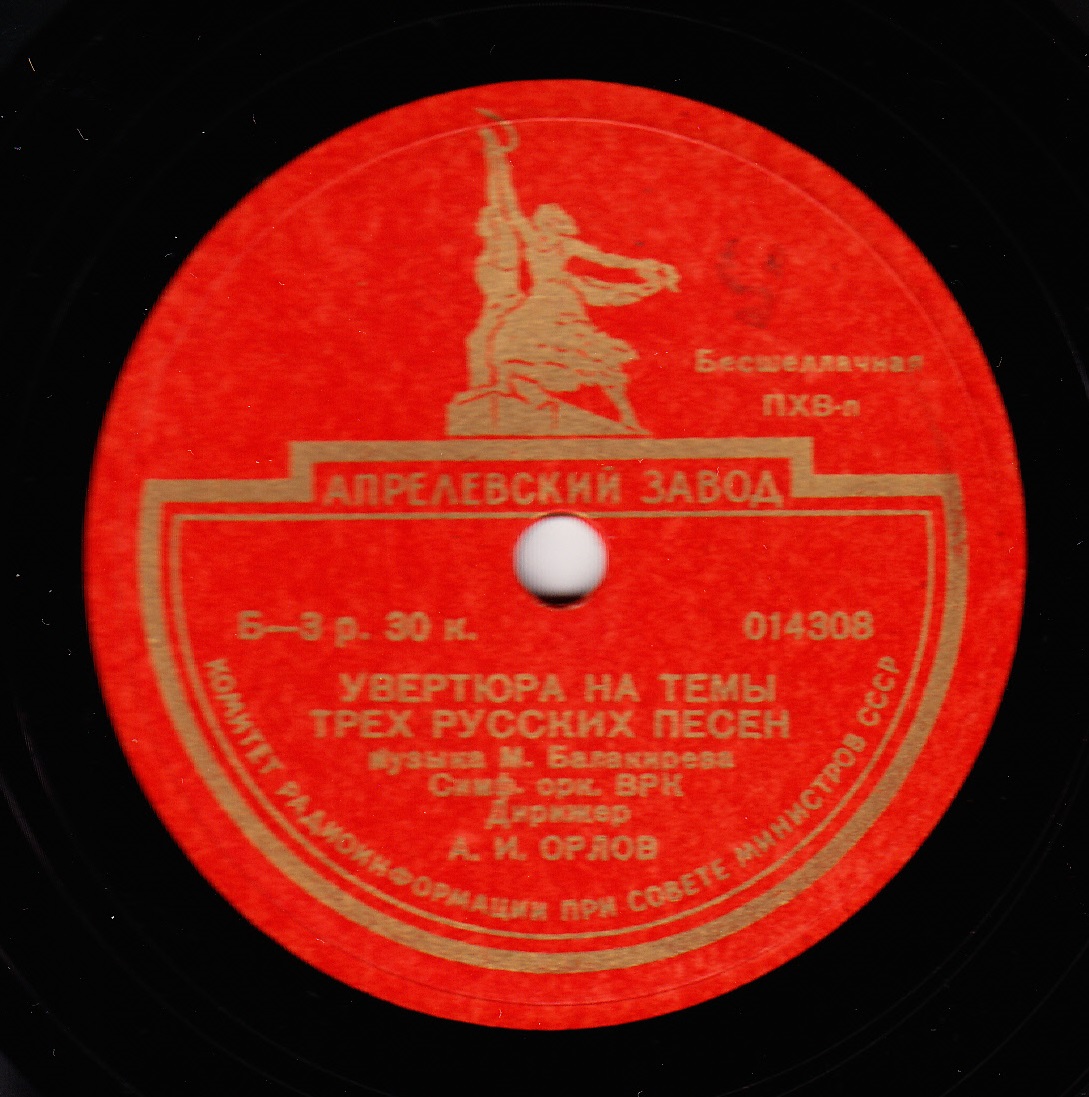 Бесшеллачная
ПХВ-п
АПРЕЛЕВСКИЙ ЗАВОД
Б—3 р. 30 к.
014308
УВЕРТЮРА НА ТЕМЫ
ТРЕХ РУССКИХ ПЕСЕН
музыка М. Балакирева
Симф. орк. ВРК
Дирижер
А. И. ОРЛОВ
КОМИТЕТ РАДИОИНФОРМАЦИИ ПРИ СОВЕТЕ МИНИСТРОВ СССР